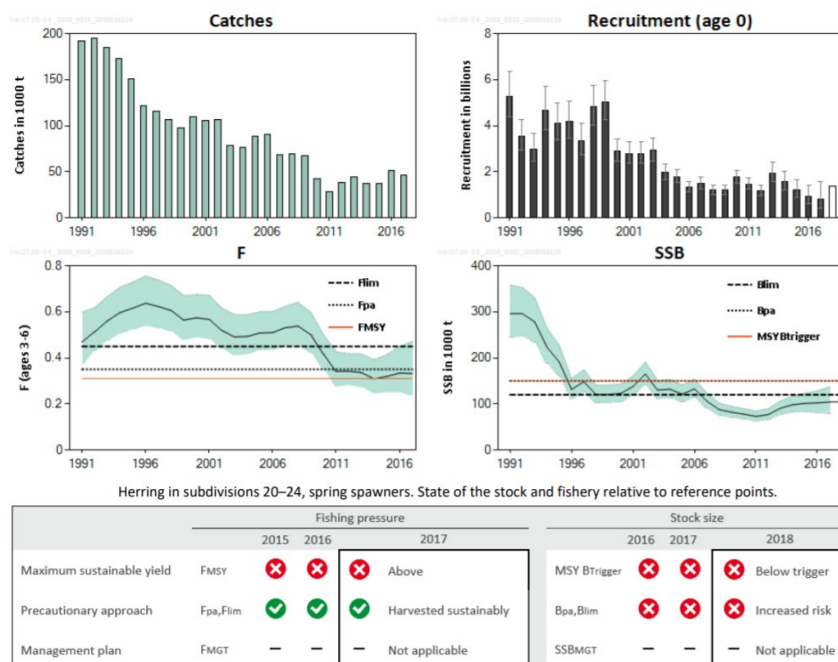 Catches
Recruitment (age 0)
Catches in 1000 t
200
150
100
50
0
1991
1996
2001
2006
2011
2016
Recruitment in billions
8
6
4
2
0
1991
1996
2001
2006
2011
2016
F
SSB
F (ages 3-6)
0.8
0.6
0.4
0.2
0
Flim
Fpa
FMSY
1991
1996
2001
2006
2011
2016
SSB in 1000 t
400
300
200
100
0
Blim
Bpa
MSYBtrigger
1991
1996
2001
2006
2011
2016
Herring in subdivisions 20–24, spring spawners. State of the stock and fishery relative to reference points.
Fishing pressure
Stock size
2015 2016 2017
2016 2017 2018
Maximum sustainable yield FMSY Above
MSY BTrigger Below trigger
Precautionary approach Fpa,Flim Harvested sustainably
Bpa,Blim Increased risk
Management plan FMGT – – – Not applicable
SSBMGT – – – Not applicable